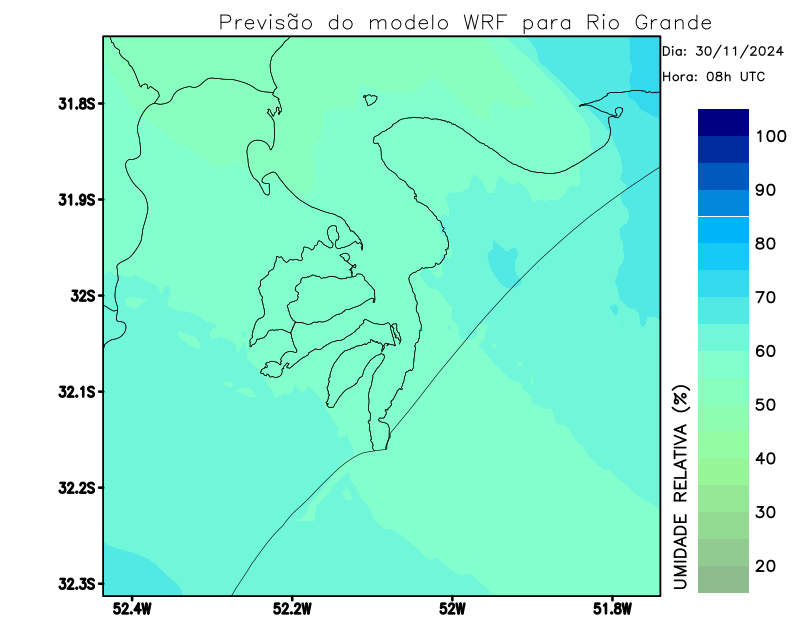 Previsão do modelo WRF para Rio Grande
Dia: 30/11/2024
Hora: 08h UTC
31.8S
31.9S
32S
32.1S
32.2S
32.3S
52.4W
52.2W
52W
51.8W
100
90
80
70
60
50
40
30
20
UMIDADE RELATIVA (%)